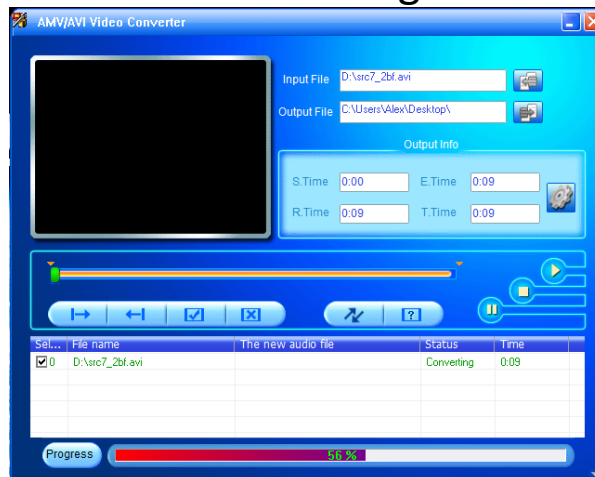 AMV/AVI Video Converter
Input File D:\src7_2bf.avi
Output File C:\Users\Alex\Desktop\
Output Info
S.Time 0:00 E.Time 0:09
R.Time 0:09 T.Time 0:09
Sel... File name The new audio file Status Time
0 D:\src7_2bf.avi Converting 0:09
Progress 56 %